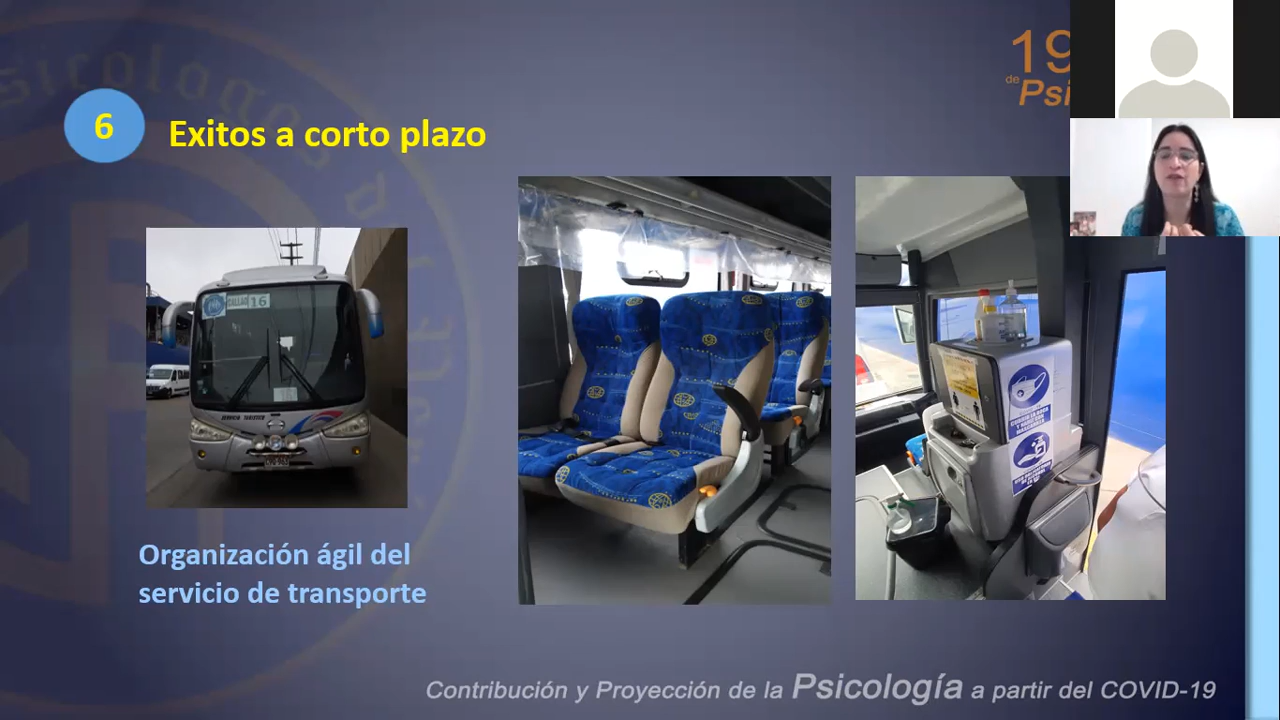 19
de Psi
6
Exitos a corto plazo
CALLAO 16
Organización ágil del
servicio de transporte
Contribución y Proyección de la Psicología a partir del COVID-19